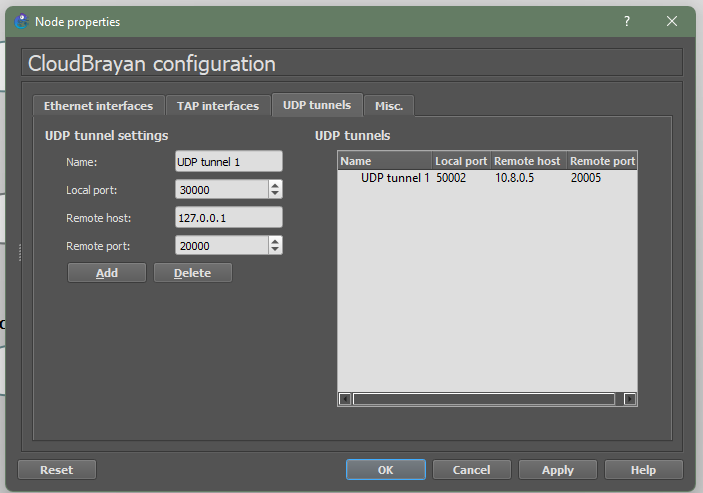 Node properties
?
CloudBrayan configuration
Ethernet interfaces TAP interfaces UDP tunnels Misc.
UDP tunnel settings
Name: UDP tunnel 1
Local port: 30000
Remote host: 127.0.0.1
Remote port: 20000
Add Delete
UDP tunnels
Name Local port Remote host Remote port
UDP tunnel 1 50002 10.8.0.5 20005
Reset OK Cancel Apply Help